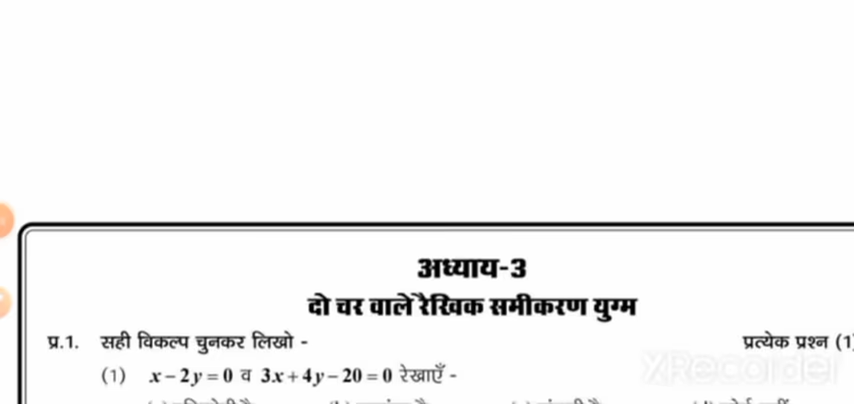 अध्याय-3
दो चर वाले रैखिक समीकरण युग्म
प्र.1. सही विकल्प चुनकर लिखो - प्रत्येक प्रश्न (1)
(1) x – 2y = 0 व 3x + 4y – 20 = 0 रेखाएँ -
XRecorder